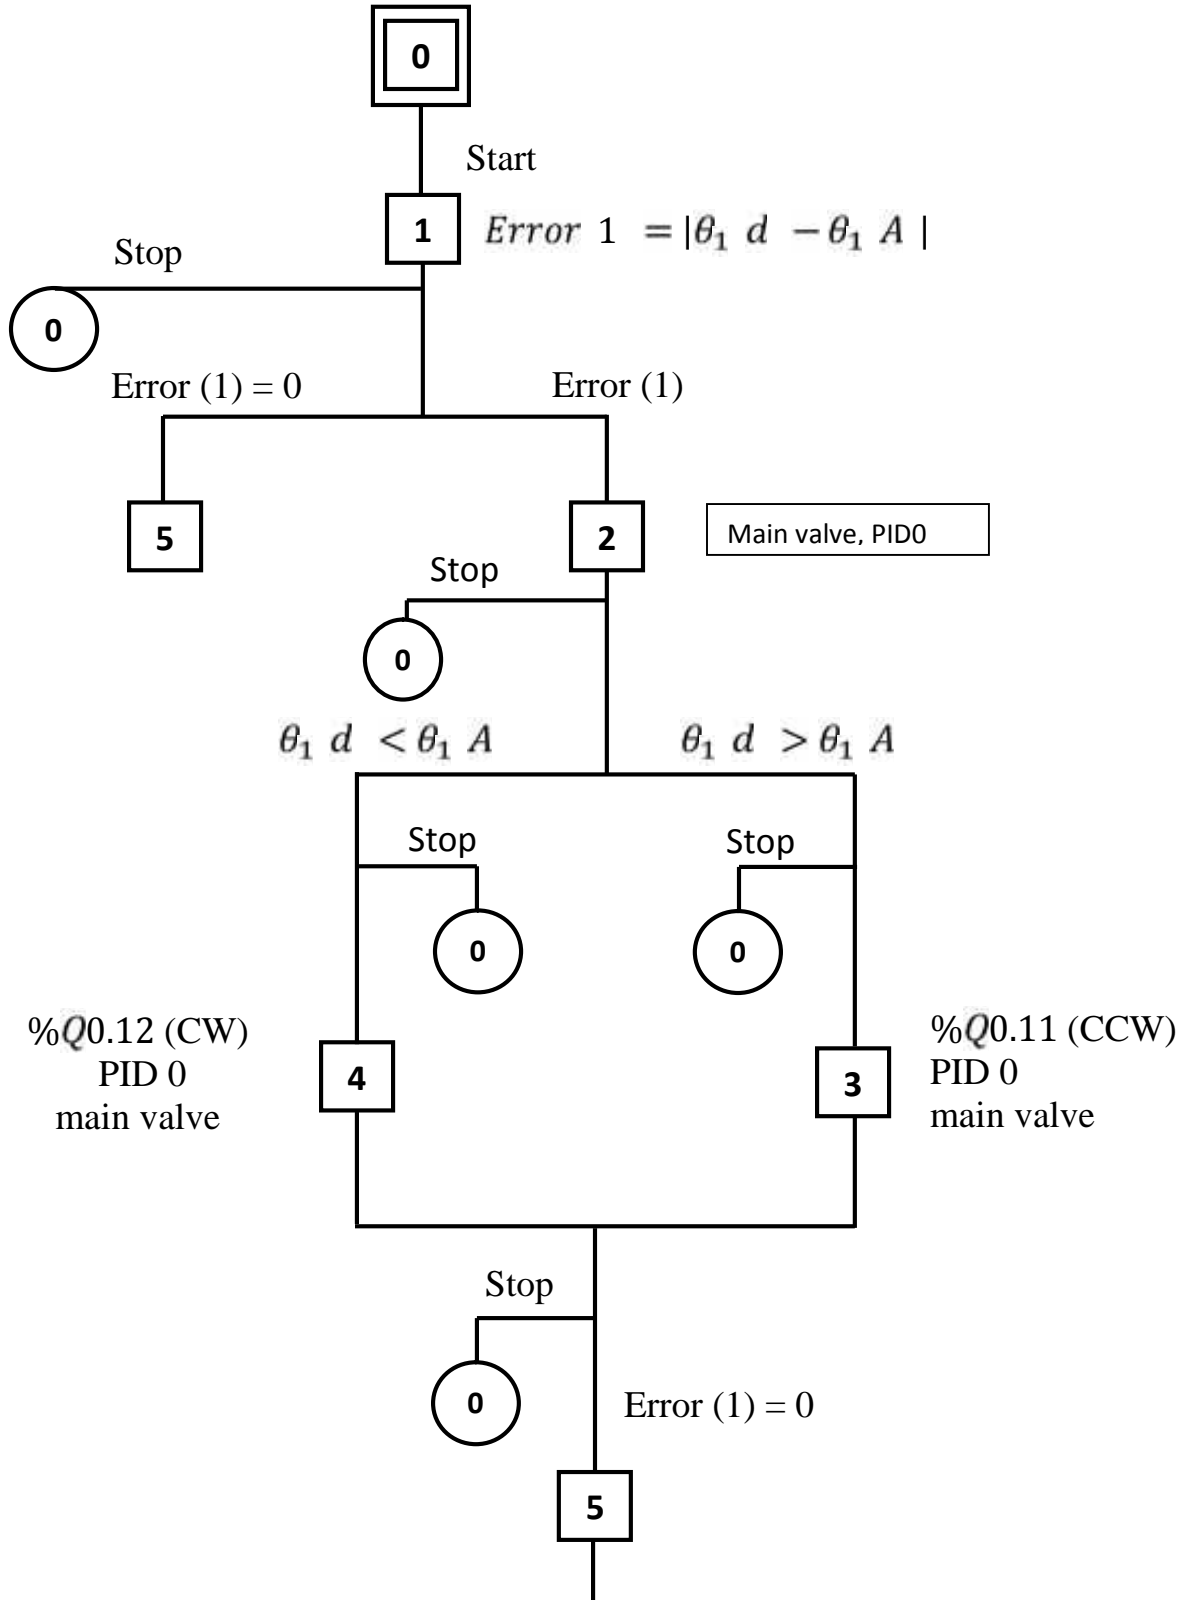 0
Start
1
Error 1 = |θ₁ d − θ₁ A |
Stop
0
Error (1) = 0
Error (1)
5
2
Main valve, PID0
Stop
0
θ₁ d < θ₁ A
θ₁ d > θ₁ A
Stop
Stop
0
0
%Q0.12 (CW)
PID 0
main valve
4
3
%Q0.11 (CCW)
PID 0
main valve
Stop
0
Error (1) = 0
5